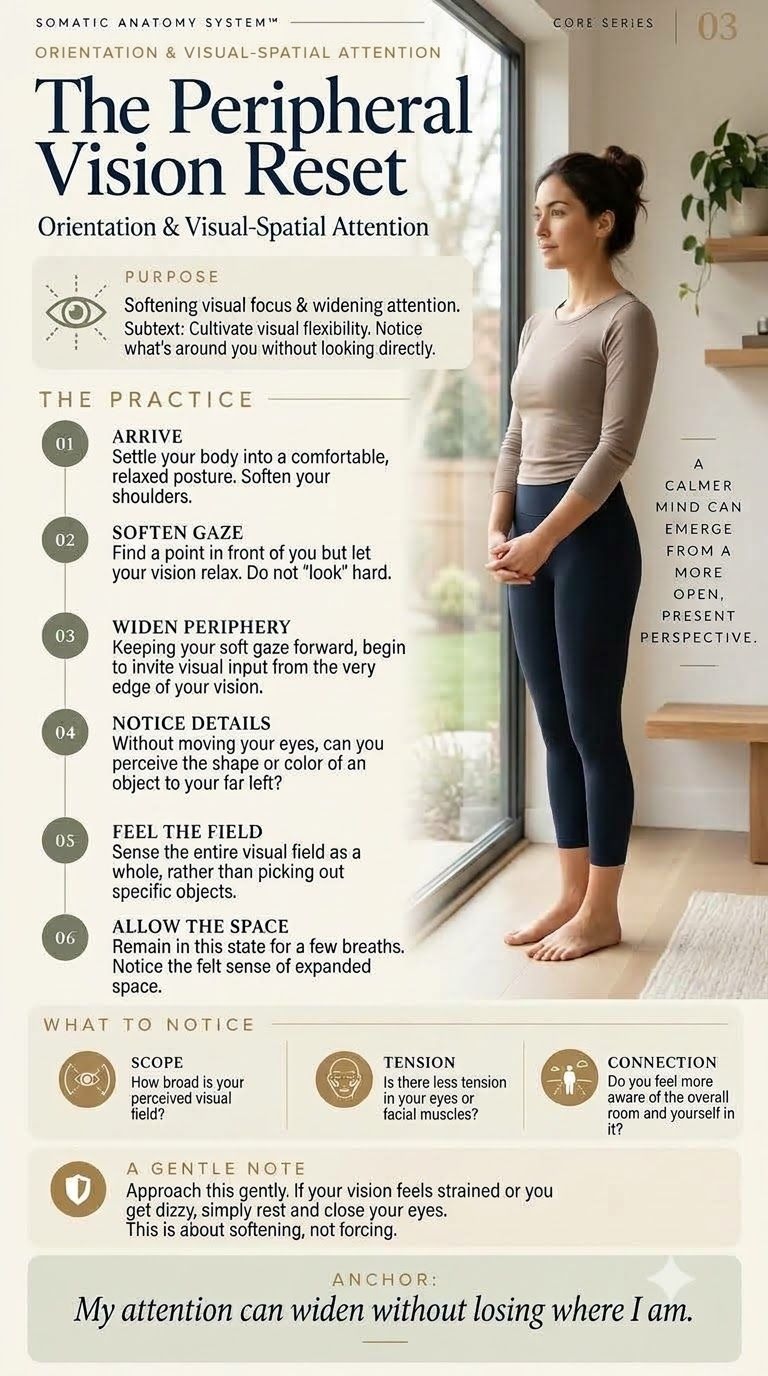 SOMATIC ANATOMY SYSTEM™
CORE SERIES
03
ORIENTATION & VISUAL-SPATIAL ATTENTION
The Peripheral
Vision Reset
Orientation & Visual-Spatial Attention
PURPOSE
Softening visual focus & widening attention.
Subtext: Cultivate visual flexibility. Notice
what's around you without looking directly.
THE PRACTICE
01
ARRIVE
Settle your body into a comfortable,
relaxed posture. Soften your
shoulders.
02
SOFTEN GAZE
Find a point in front of you but let
your vision relax. Do not "look" hard.
03
WIDEN PERIPHERY
Keeping your soft gaze forward, begin
to invite visual input from the very
edge of your vision.
04
NOTICE DETAILS
Without moving your eyes, can you
perceive the shape or color of an
object to your far left?
05
FEEL THE FIELD
Sense the entire visual field as a
whole, rather than picking out
specific objects.
06
ALLOW THE SPACE
Remain in this state for a few breaths.
Notice the felt sense of expanded
space.
A
CALMER
MIND CAN
EMERGE
FROM A
MORE
OPEN,
PRESENT
PERSPECTIVE.
WHAT TO NOTICE
SCOPE
How broad is your
perceived visual
field?
TENSION
Is there less tension
in your eyes or
facial muscles?
CONNECTION
Do you feel more
aware of the overall
room and yourself in
it?
A GENTLE NOTE
Approach this gently. If your vision feels strained or you
get dizzy, simply rest and close your eyes.
This is about softening, not forcing.
ANCHOR:
My attention can widen without losing where I am.